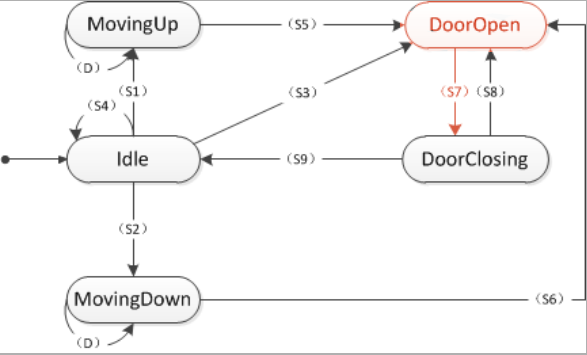 MovingUp
(S5)
DoorOpen
(D)
(S1)
(S3)
(S7)
(S8)
(S4)
Idle
(S9)
DoorClosing
(S2)
MovingDown
(S6)
(D)